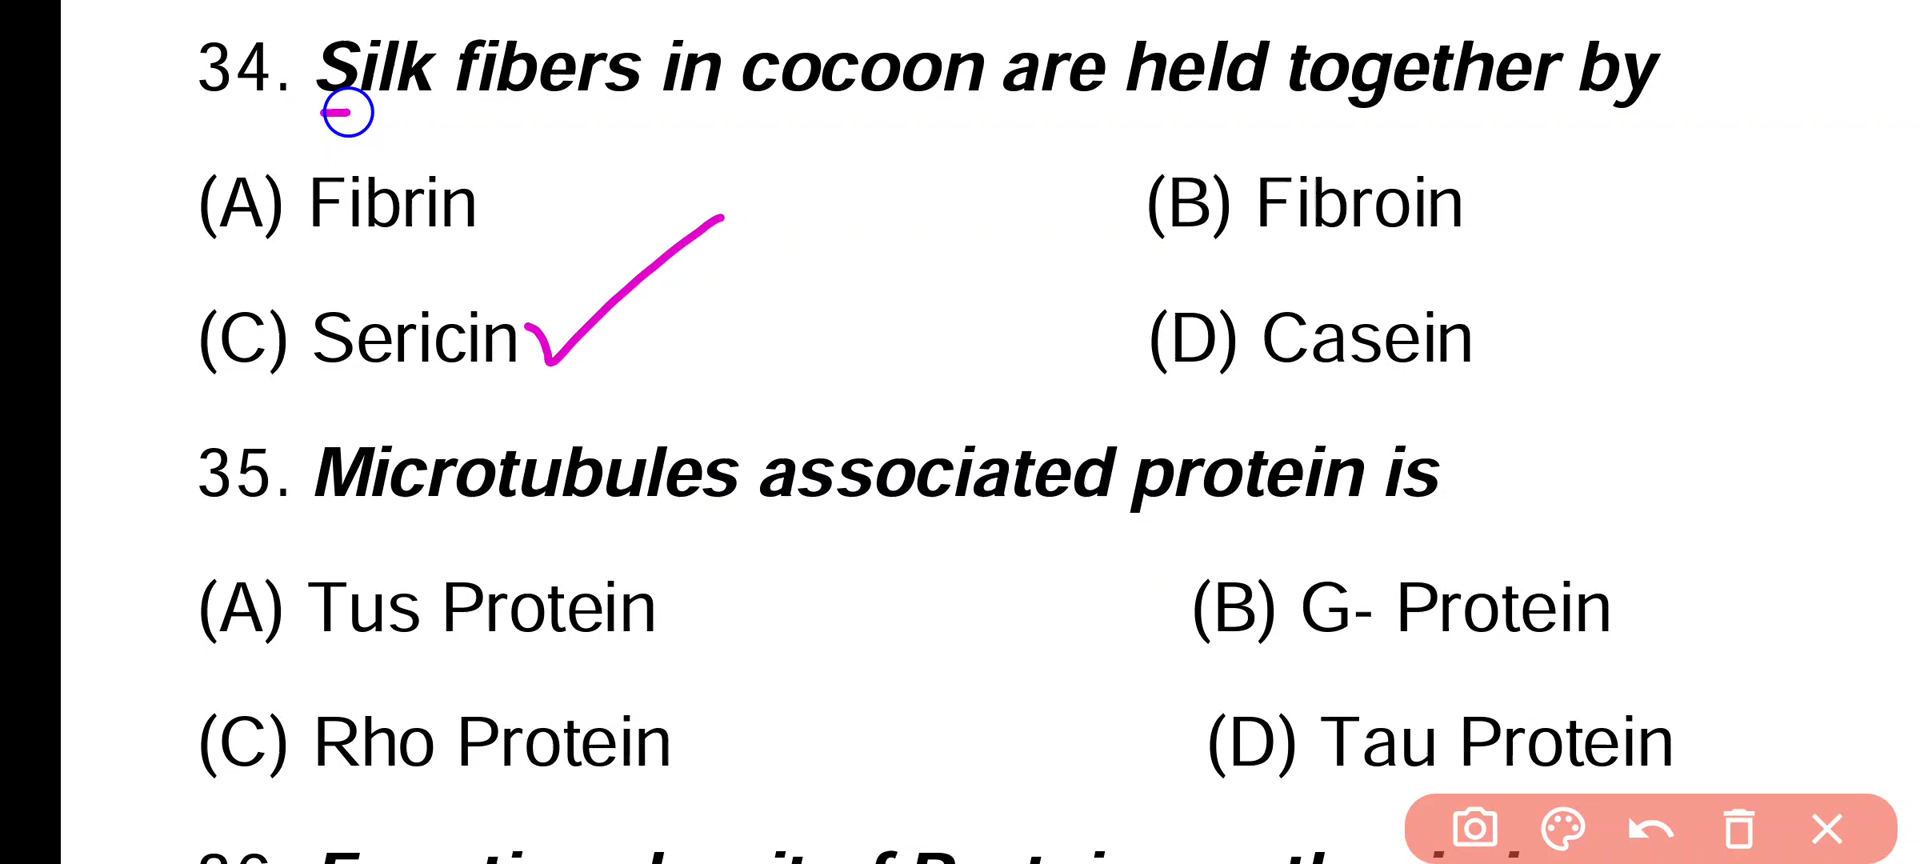 34. Silk fibers in cocoon are held together by
(A) Fibrin (B) Fibroin
(C) Sericin (D) Casein
35. Microtubules associated protein is
(A) Tus Protein (B) G- Protein
(C) Rho Protein (D) Tau Protein